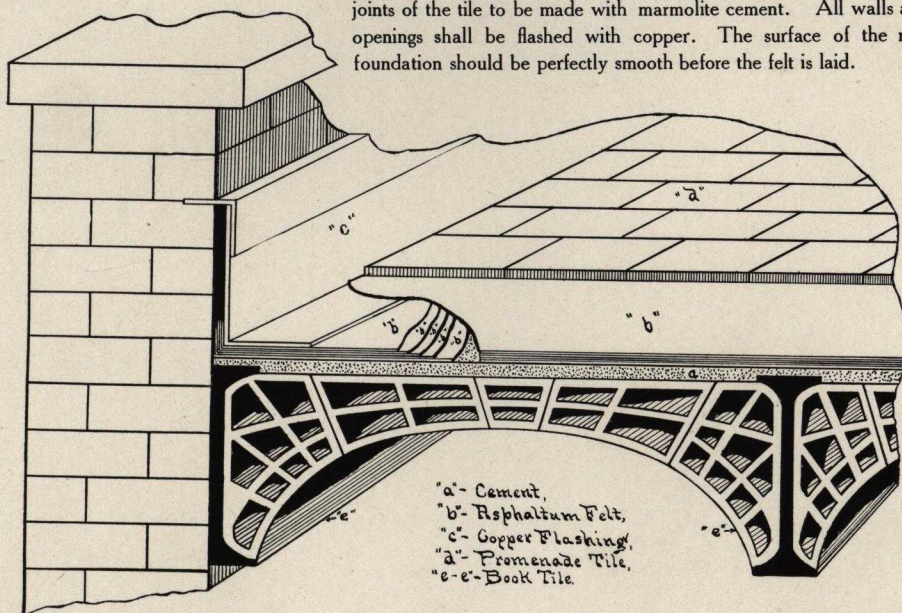 joints of the tile to be made with marmolite cement. All walls
openings shall be flashed with copper. The surface of the
foundation should be perfectly smooth before the felt is laid.
"d"
"c"
"b"
"b"
a
"e"
"e"
"a"- Cement,
"b"- Asphaltum Felt,
"c"- Copper Flashing,
"d"- Promenade Tile,
"e-e"- Book Tile.